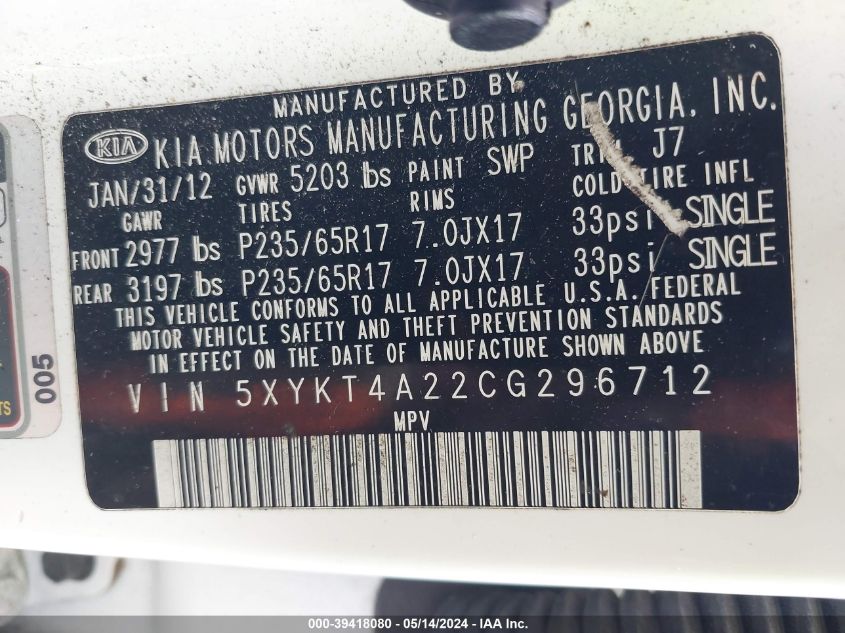 MANUFACTURED BY
KIA KIA MOTORS MANUFACTURING GEORGIA, INC.
JAN/31/12 GVWR 5203 lbs PAINT SWP TRIM J7
GAWR TIRES RIMS COLD TIRE INFL
FRONT 2977 lbs P235/65R17 7.0JX17 33psi SINGLE
REAR 3197 lbs P235/65R17 7.0JX17 33psi SINGLE
THIS VEHICLE CONFORMS TO ALL APPLICABLE U.S.A. FEDERAL
MOTOR VEHICLE SAFETY AND THEFT PREVENTION STANDARDS
IN EFFECT ON THE DATE OF MANUFACTURE SHOWN ABOVE
VIN 5XYKT4A22CG296712
MPV
005
000-39418080 - 05/14/2024 - IAA Inc.